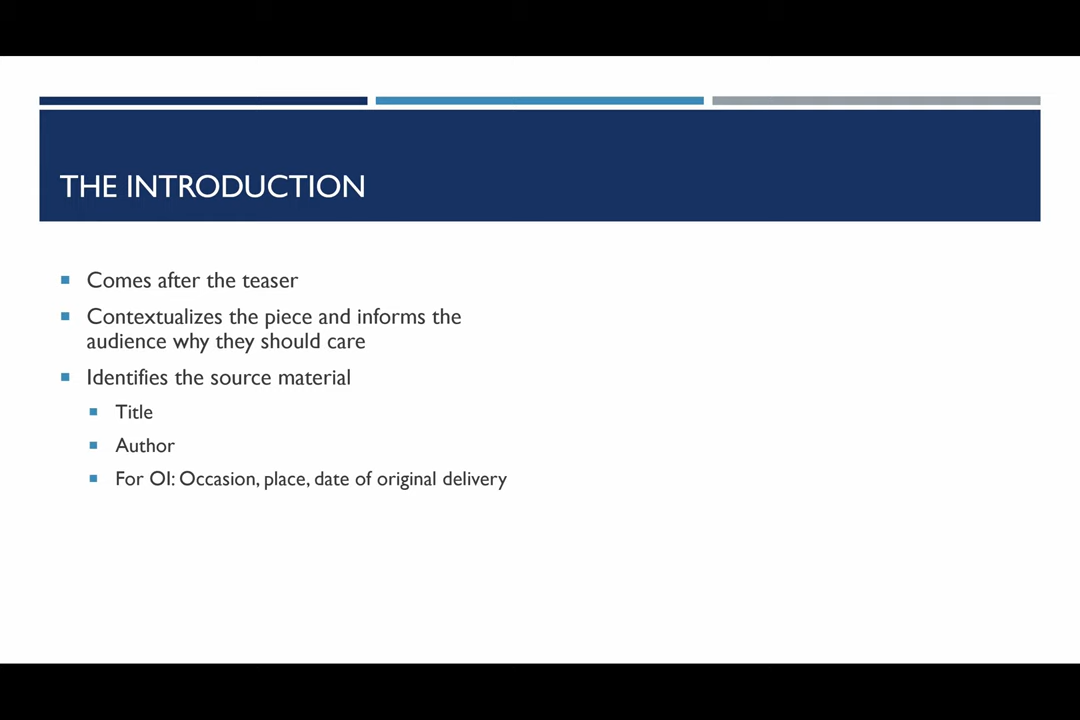 THE INTRODUCTION
Comes after the teaser
Contextualizes the piece and informs the
audience why they should care
Identifies the source material
Title
Author
For OI: Occasion, place, date of original delivery